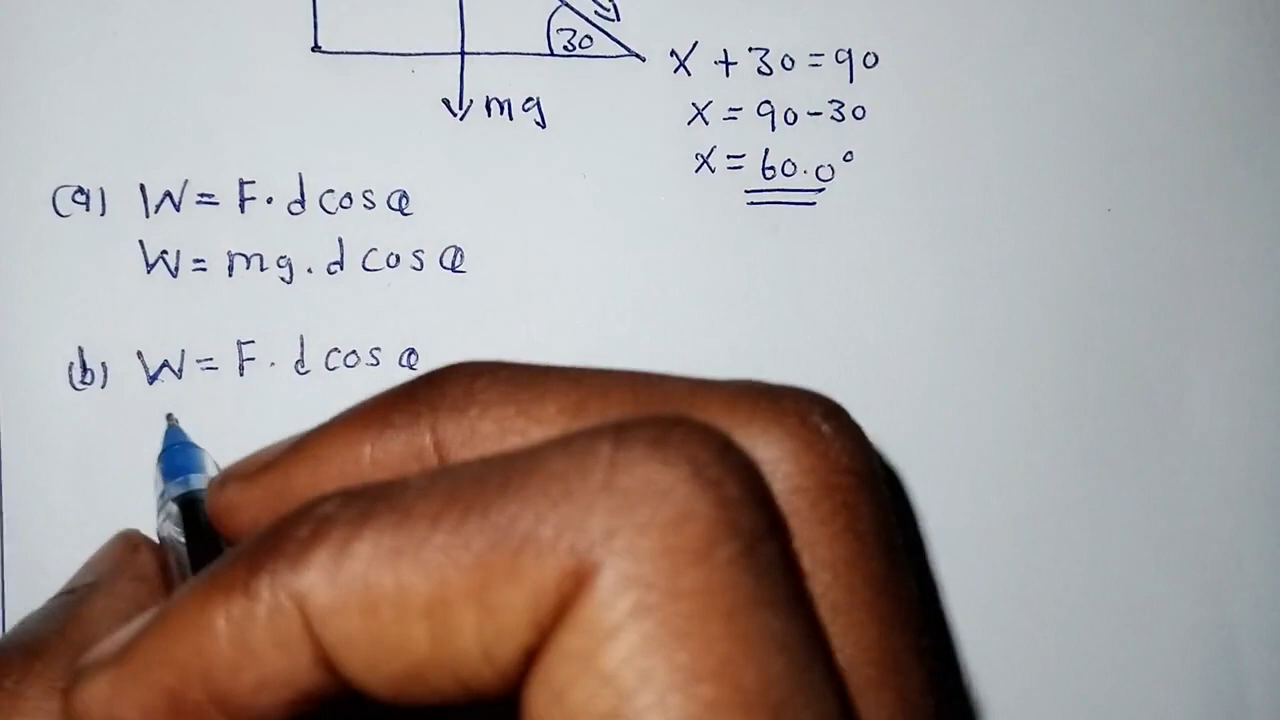 30
mg
x + 30 = 90
x = 90 - 30
x = 60.0°
(a) W = F. d cos θ
W = mg. d cos θ
(b) W = F. d cos θ